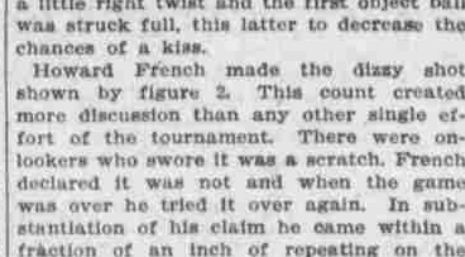 a little right twist and the first object ball
was struck full, this latter to decrease the
chances of a kiss.
Howard French made the dizzy shot
shown by figure 2. This count created
more discussion than any other single ef-
fort of the tournament. There were on-
lookers who swore it was a scratch. French
declared it was not and when the game
was over he tried it over again. In sub-
stantiation of his claim he came within a
fraction of an inch of repeating on the